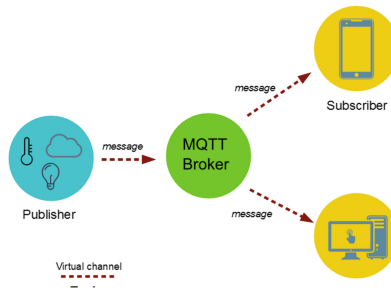 message
Subscriber
message
MQTT
Broker
Publisher
message
Virtual channel